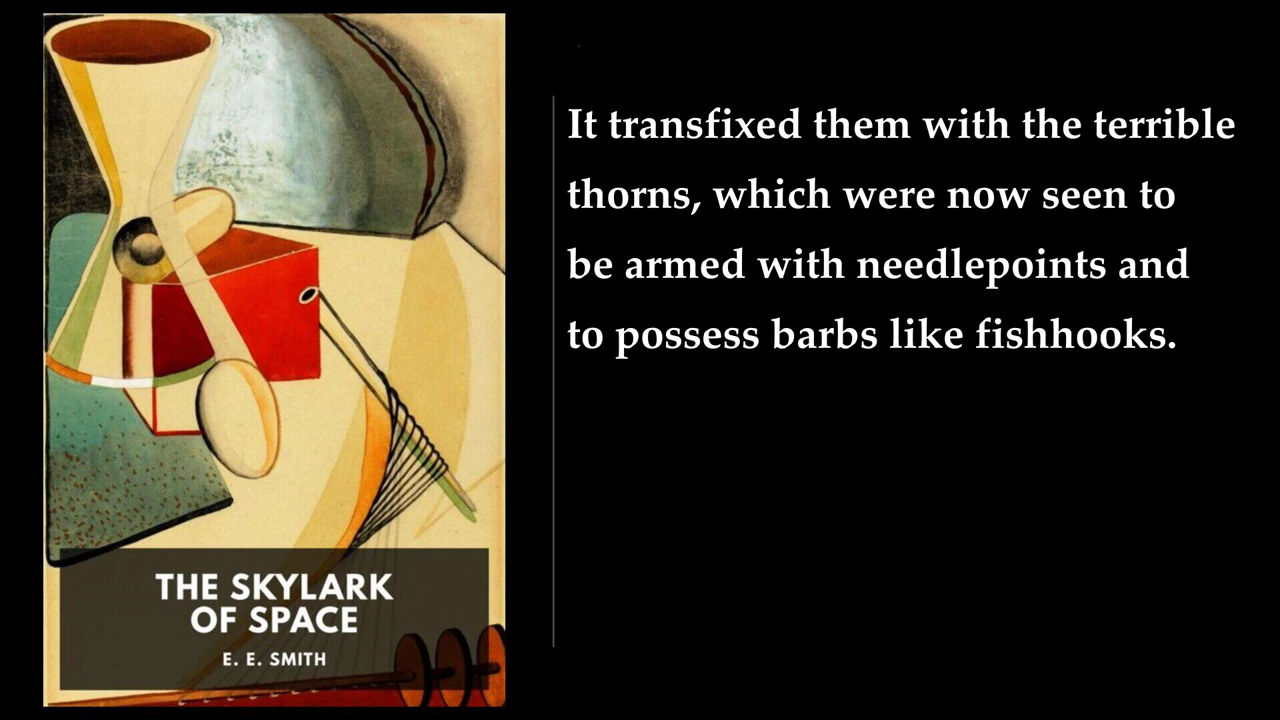 It transfixed them with the terrible
thorns, which were now seen to
be armed with needlepoints and
to possess barbs like fishhooks.
THE SKYLARK
OF SPACE
E. E. SMITH